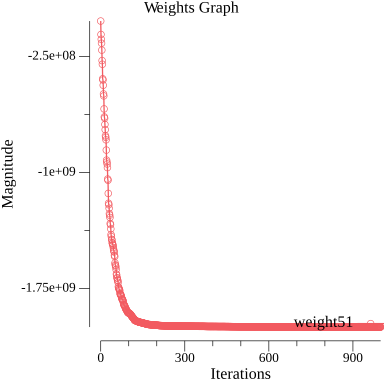 Weights Graph
-2.5e+08
-1e+09
-1.75e+09
Magnitude
weight51
0 300 600 900
Iterations